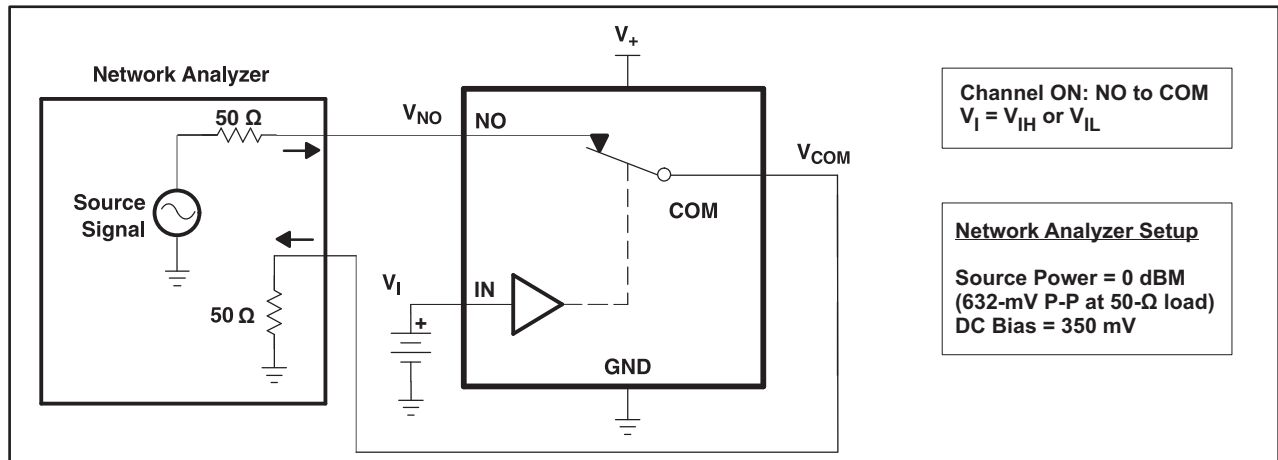 Network Analyzer
50 Ω
Source
Signal
50 Ω
V+
VNO
NO
VCOM
COM
VI
IN
+
GND
Channel ON: NO to COM
VI = VIH or VIL
Network Analyzer Setup
Source Power = 0 dBM
(632-mV P-P at 50-Ω load)
DC Bias = 350 mV